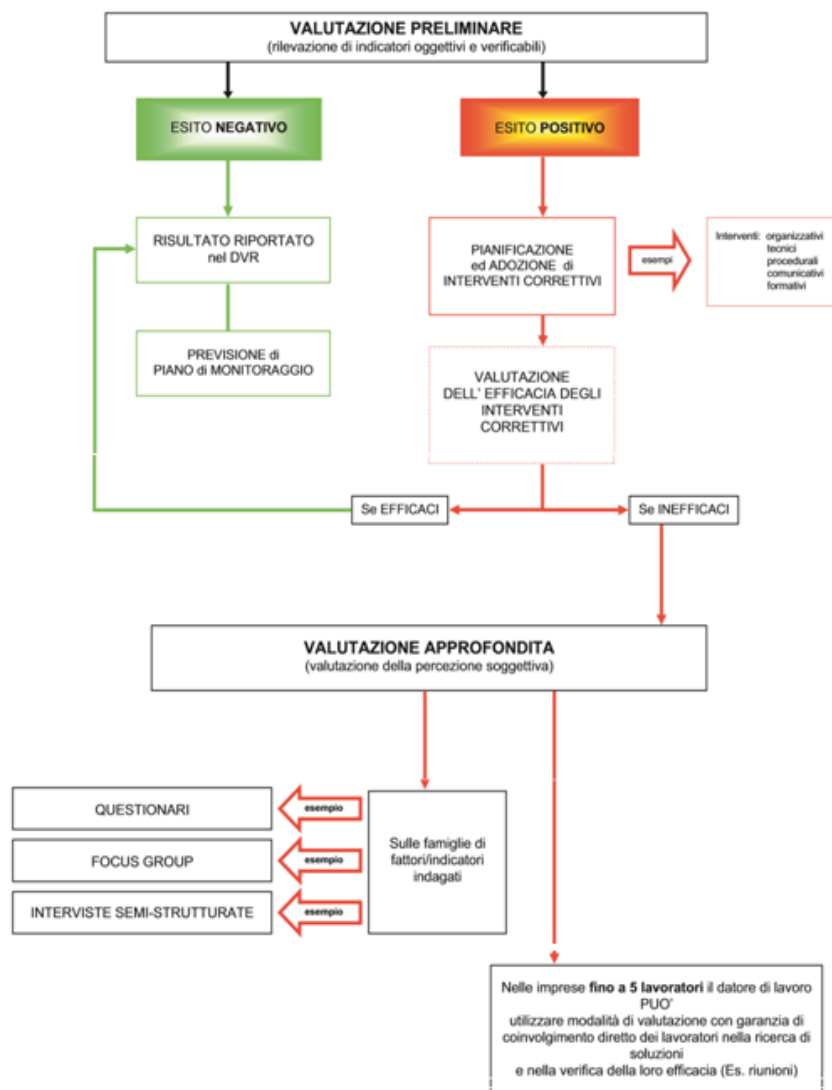 VALUTAZIONE PRELIMINARE
(rilevazione di indicatori oggettivi e verificabili)
ESITO NEGATIVO
ESITO POSITIVO
RISULTATO RIPORTATO
nel DVR
PIANIFICAZIONE
ed ADOZIONE di
INTERVENTI CORRETTIVI
esempi
Interventi: organizzativi
tecnici
procedurali
comunicativi
formativi
PREVISIONE di
PIANO di MONITORAGGIO
VALUTAZIONE
DELL' EFFICACIA DEGLI
INTERVENTI
CORRETTIVI
Se EFFICACI
Se INEFFICACI
VALUTAZIONE APPROFONDITA
(valutazione della percezione soggettiva)
QUESTIONARI
esempio
FOCUS GROUP
esempio
INTERVISTE SEMI-STRUTTURATE
esempio
Sulle famiglie di
fattori/indicatori
indagati
Nelle imprese fino a 5 lavoratori il datore di lavoro
PUO'
utilizzare modalità di valutazione con garanzia di
coinvolgimento diretto dei lavoratori nella ricerca di
soluzioni
e nella verifica della loro efficacia (Es. riunioni)